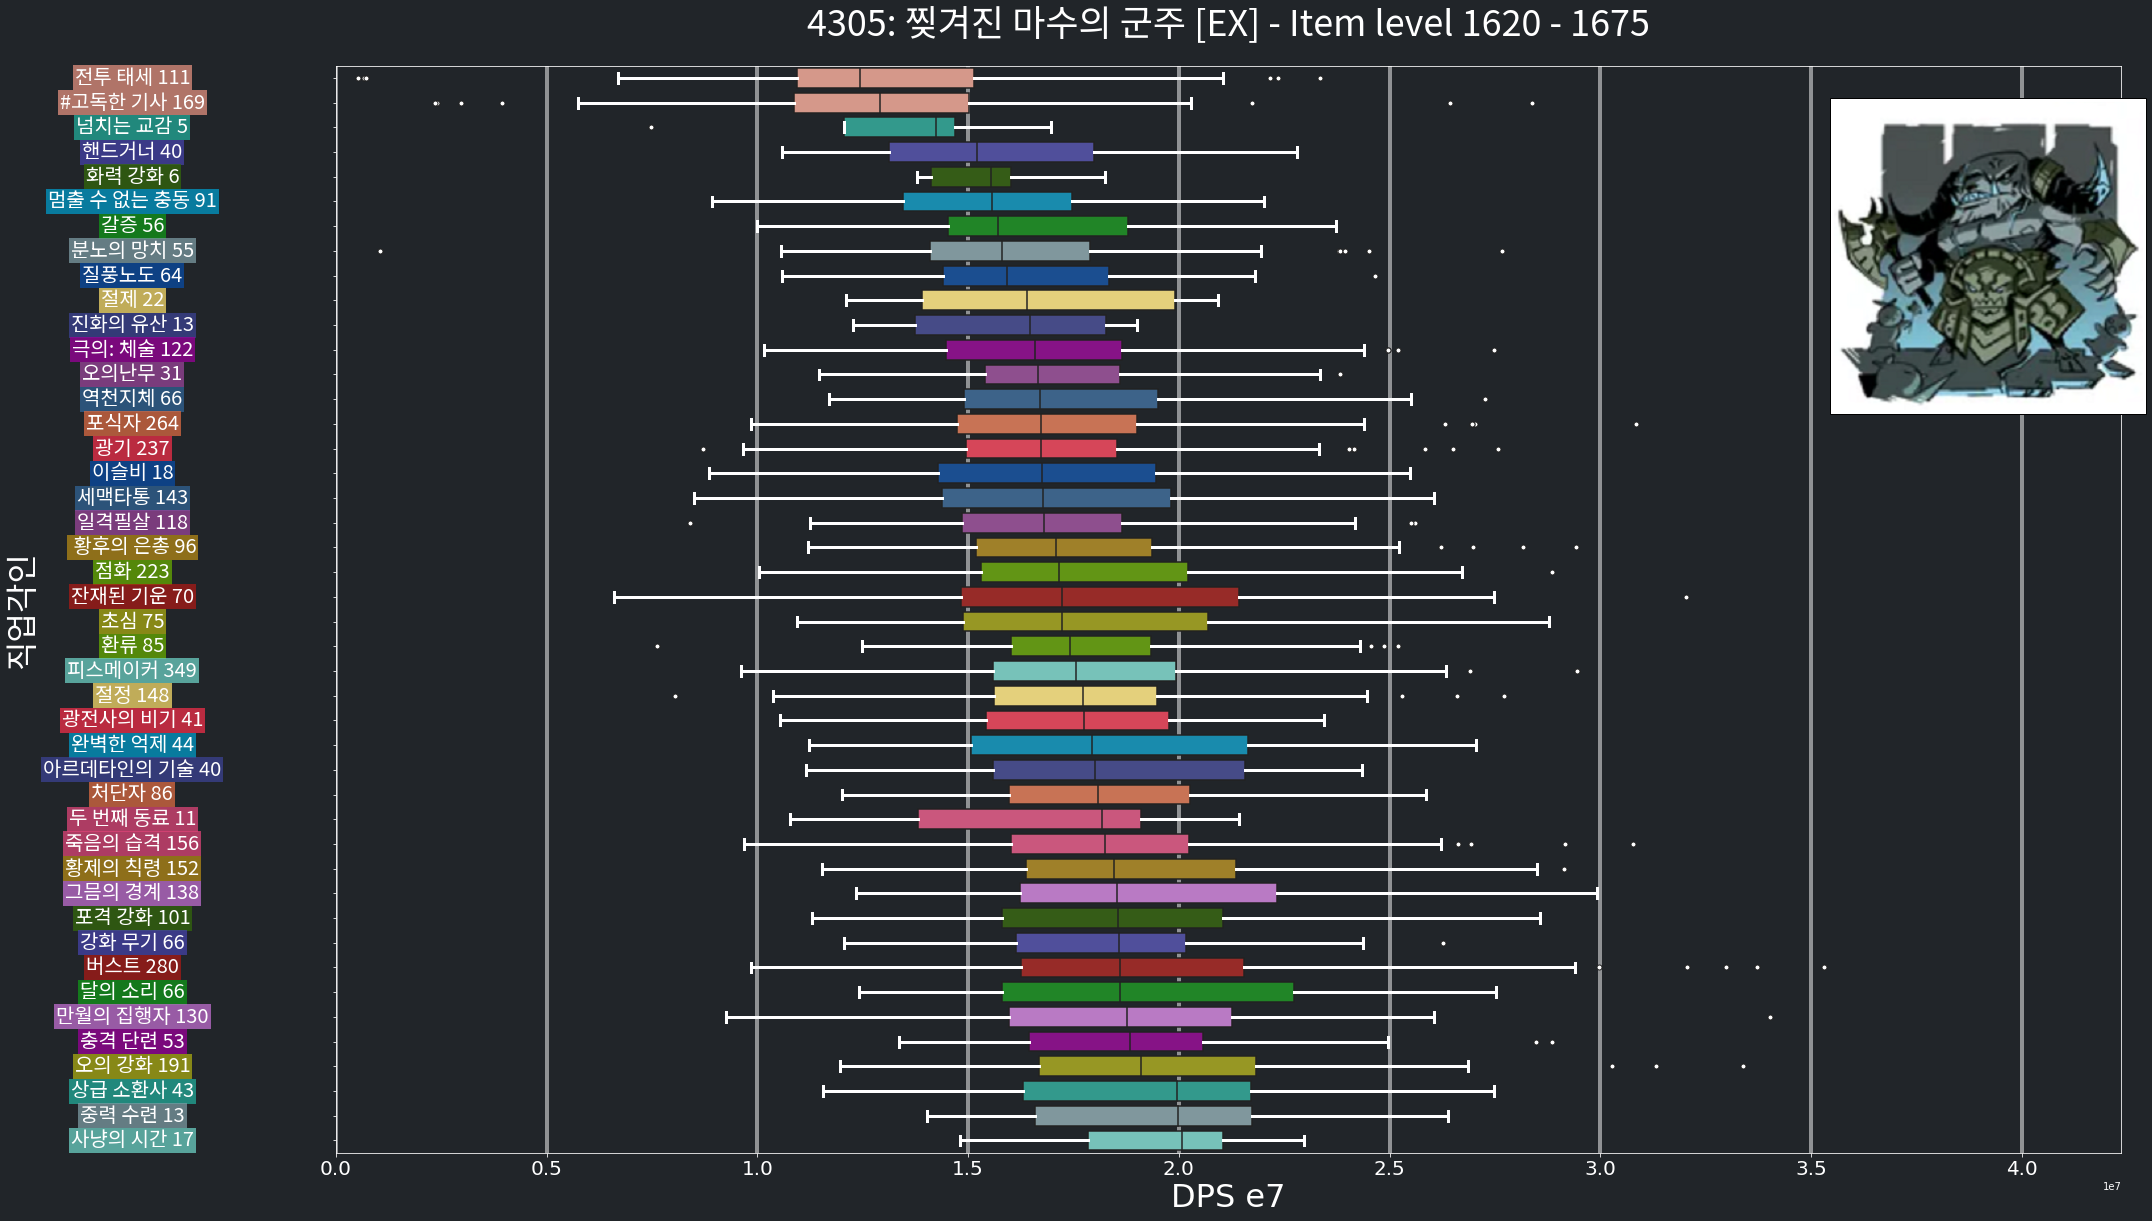 4305: 찢겨진 마수의 군주 [EX] - Item level 1620 - 1675
직업각인
전투 태세 111
#고독한 기사 169
넘치는 교감 5
핸드거너 40
화력 강화 6
멈출 수 없는 충동 91
갈증 56
분노의 망치 55
질풍노도 64
절제 22
진화의 유산 13
극의: 체술 122
오의난무 31
역천지체 66
포식자 264
광기 237
이슬비 18
세맥타통 143
일격필살 118
황후의 은총 96
점화 223
잔재된 기운 70
초심 75
환류 85
피스메이커 349
절정 148
광전사의 비기 41
완벽한 억제 44
아르데타인의 기술 40
처단자 86
두 번째 동료 11
죽음의 습격 156
황제의 칙령 152
그믐의 경계 138
포격 강화 101
강화 무기 66
버스트 280
달의 소리 66
만월의 집행자 130
충격 단련 53
오의 강화 191
상급 소환사 43
중력 수련 13
사냥의 시간 17
0.0 0.5 1.0 1.5 2.0 2.5 3.0 3.5 4.0
DPS e7
1e7